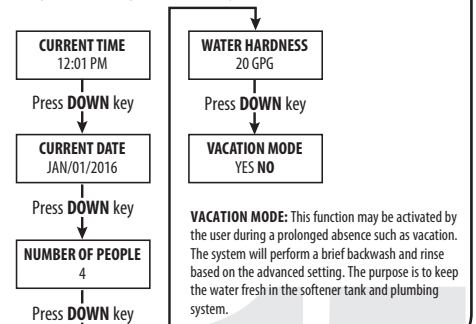 CURRENT TIME
12:01 PM
Press DOWN key
CURRENT DATE
JAN/01/2016
Press DOWN key
NUMBER OF PEOPLE
4
Press DOWN key
WATER HARDNESS
20 GPG
Press DOWN key
VACATION MODE
YES NO
VACATION MODE: This function may be activated by
the user during a prolonged absence such as vacation.
The system will perform a brief backwash and rinse
based on the advanced setting. The purpose is to keep
the water fresh in the softener tank and plumbing
system.